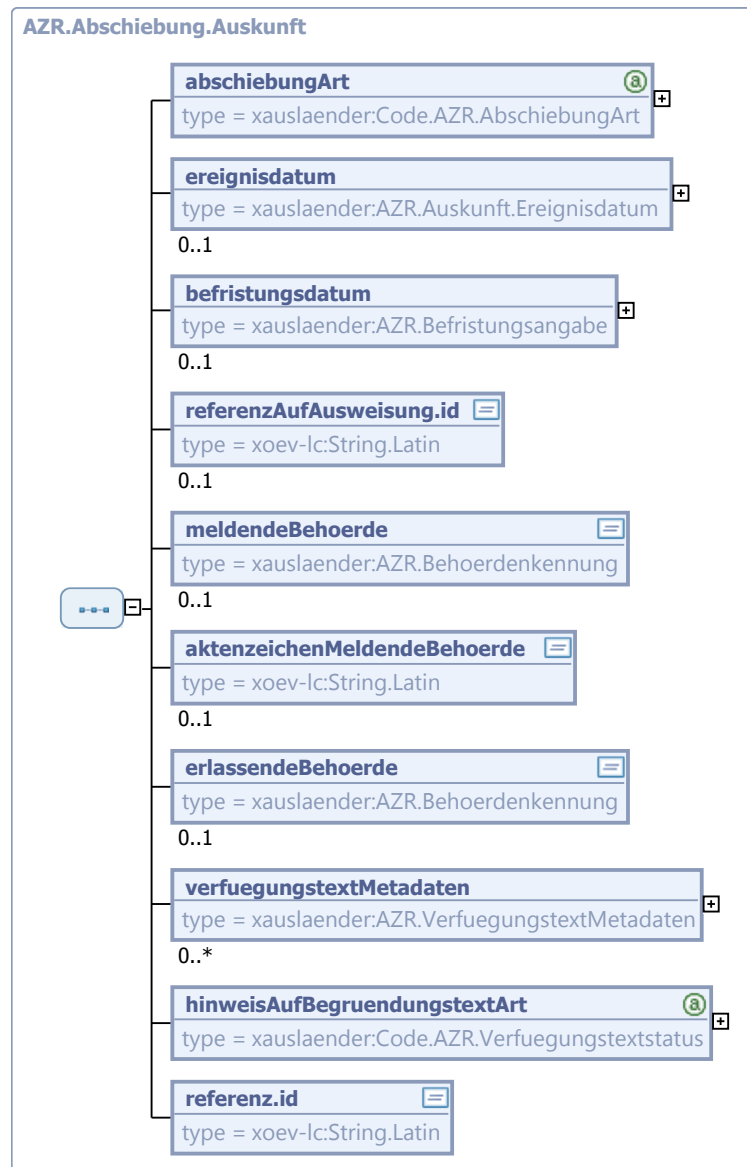 AZR.Abschiebung.Auskunft
abschiebungArt
type = xauslaender:Code.AZR.AbschiebungArt
ereignisdatum
type = xauslaender:AZR.Auskunft.Ereignisdatum
0..1
befristungsdatum
type = xauslaender:AZR.Befristungsangabe
0..1
referenzAufAusweisung.id
type = xoev-lc:String.Latin
0..1
meldendeBehoerde
type = xauslaender:AZR.Behoerdenkennung
0..1
aktenzeichenMeldendeBehoerde
type = xoev-lc:String.Latin
0..1
erlassendeBehoerde
type = xauslaender:AZR.Behoerdenkennung
0..1
verfuegungstextMetadaten
type = xauslaender:AZR.VerfuegungstextMetadaten
0..*
hinweisAufBegruendungstextArt
type = xauslaender:Code.AZR.Verfuegungstextstatus
referenz.id
type = xoev-lc:String.Latin